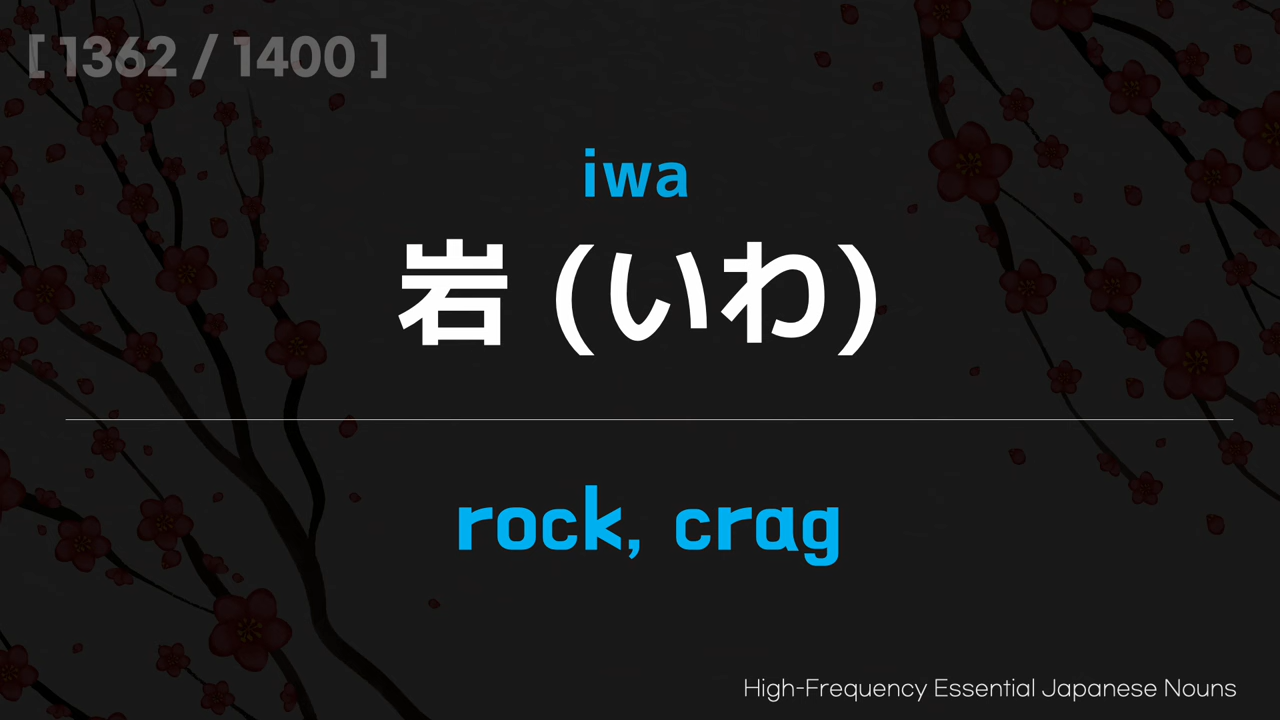 [ 1362 / 1400 ]
iwa
岩 (いわ)
rock, crag
High-Frequency Essential Japanese Nouns